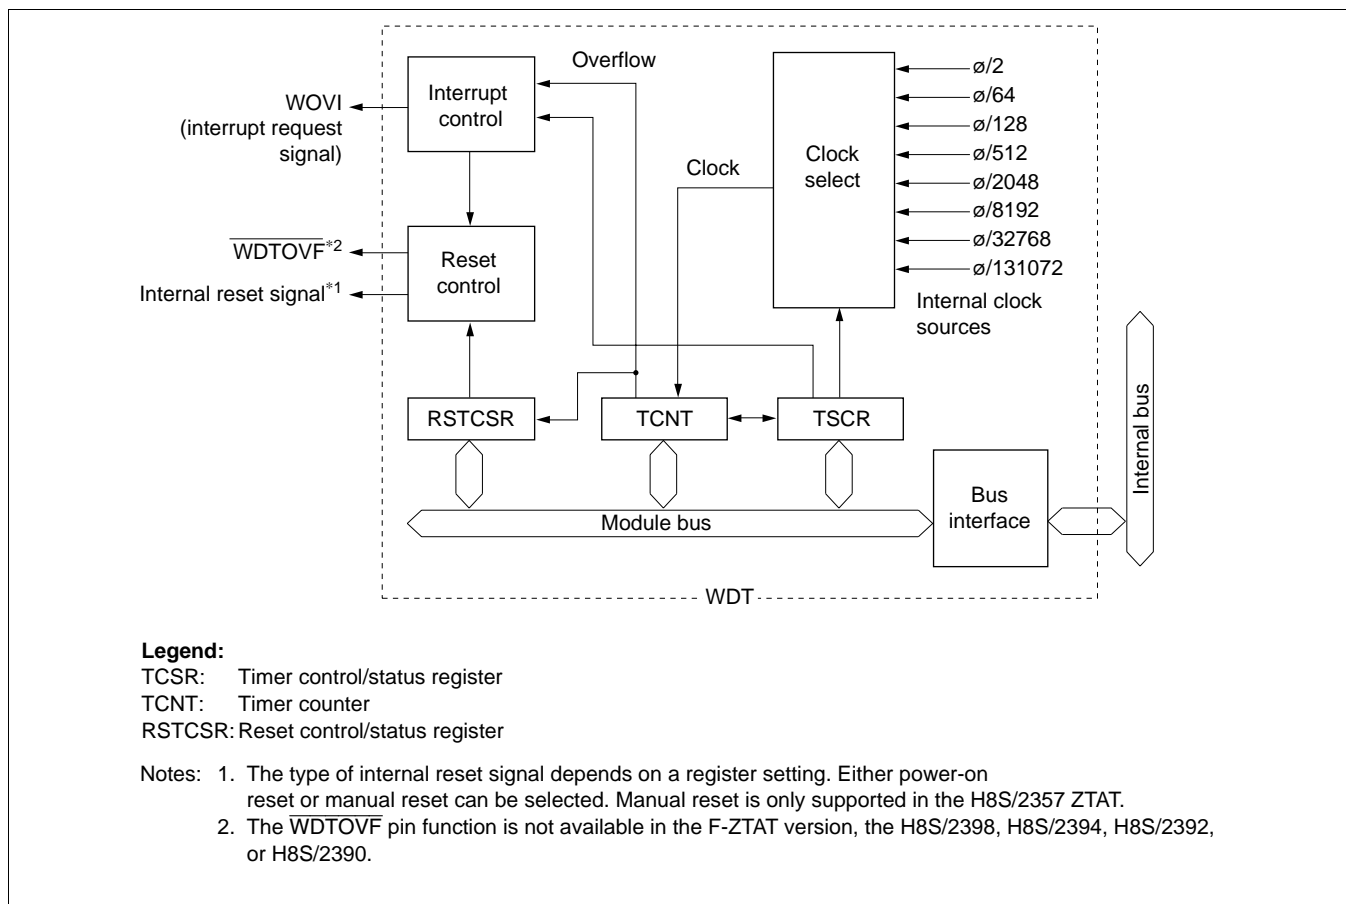 Overflow
Interrupt
control
WOVI
(interrupt request
signal)
Clock
Clock
select
ø/2
ø/64
ø/128
ø/512
ø/2048
ø/8192
ø/32768
ø/131072
Internal clock
sources
WDTOVF*2
Internal reset signal*1
Reset
control
RSTCSR
TCNT
TSCR
Module bus
Bus
interface
Internal bus
WDT
Legend:
TCSR: Timer control/status register
TCNT: Timer counter
RSTCSR: Reset control/status register
Notes: 1. The type of internal reset signal depends on a register setting. Either power-on
reset or manual reset can be selected. Manual reset is only supported in the H8S/2357 ZTAT.
2. The WDTOVF pin function is not available in the F-ZTAT version, the H8S/2398, H8S/2394, H8S/2392,
or H8S/2390.